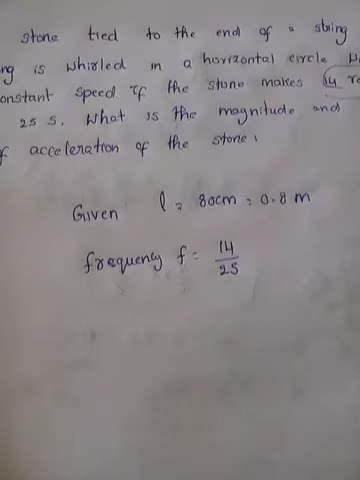 stone tied to the end of a string
ng is whirled in a horizontal circle
onstant speed If the stone makes 14 re
25 s. What is the magnitude and
f acceleration of the stone
Given l = 80cm = 0.8 m
frequency f = 14/25